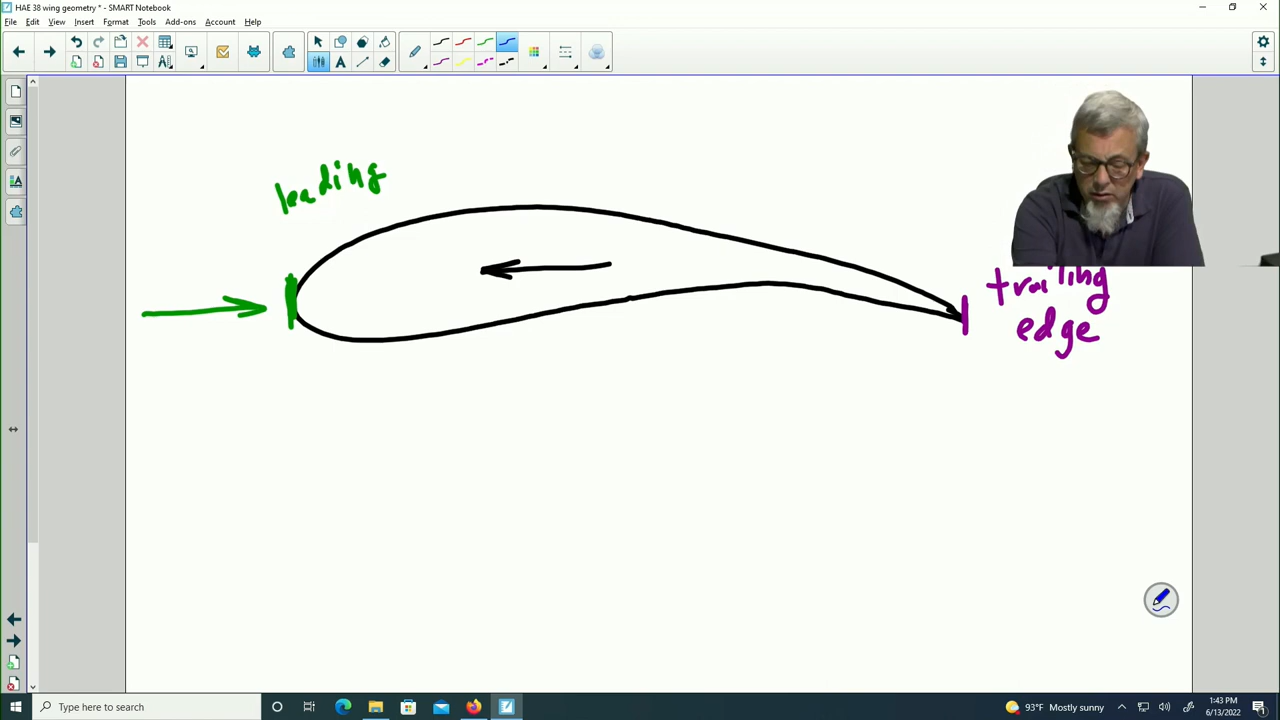 HAE 38 wing geometry * - SMART Notebook
File Edit View Insert Format Tools Add-ons Account Help
leading
trailing
edge
Type here to search
93°F Mostly sunny
1:43 PM
6/13/2022